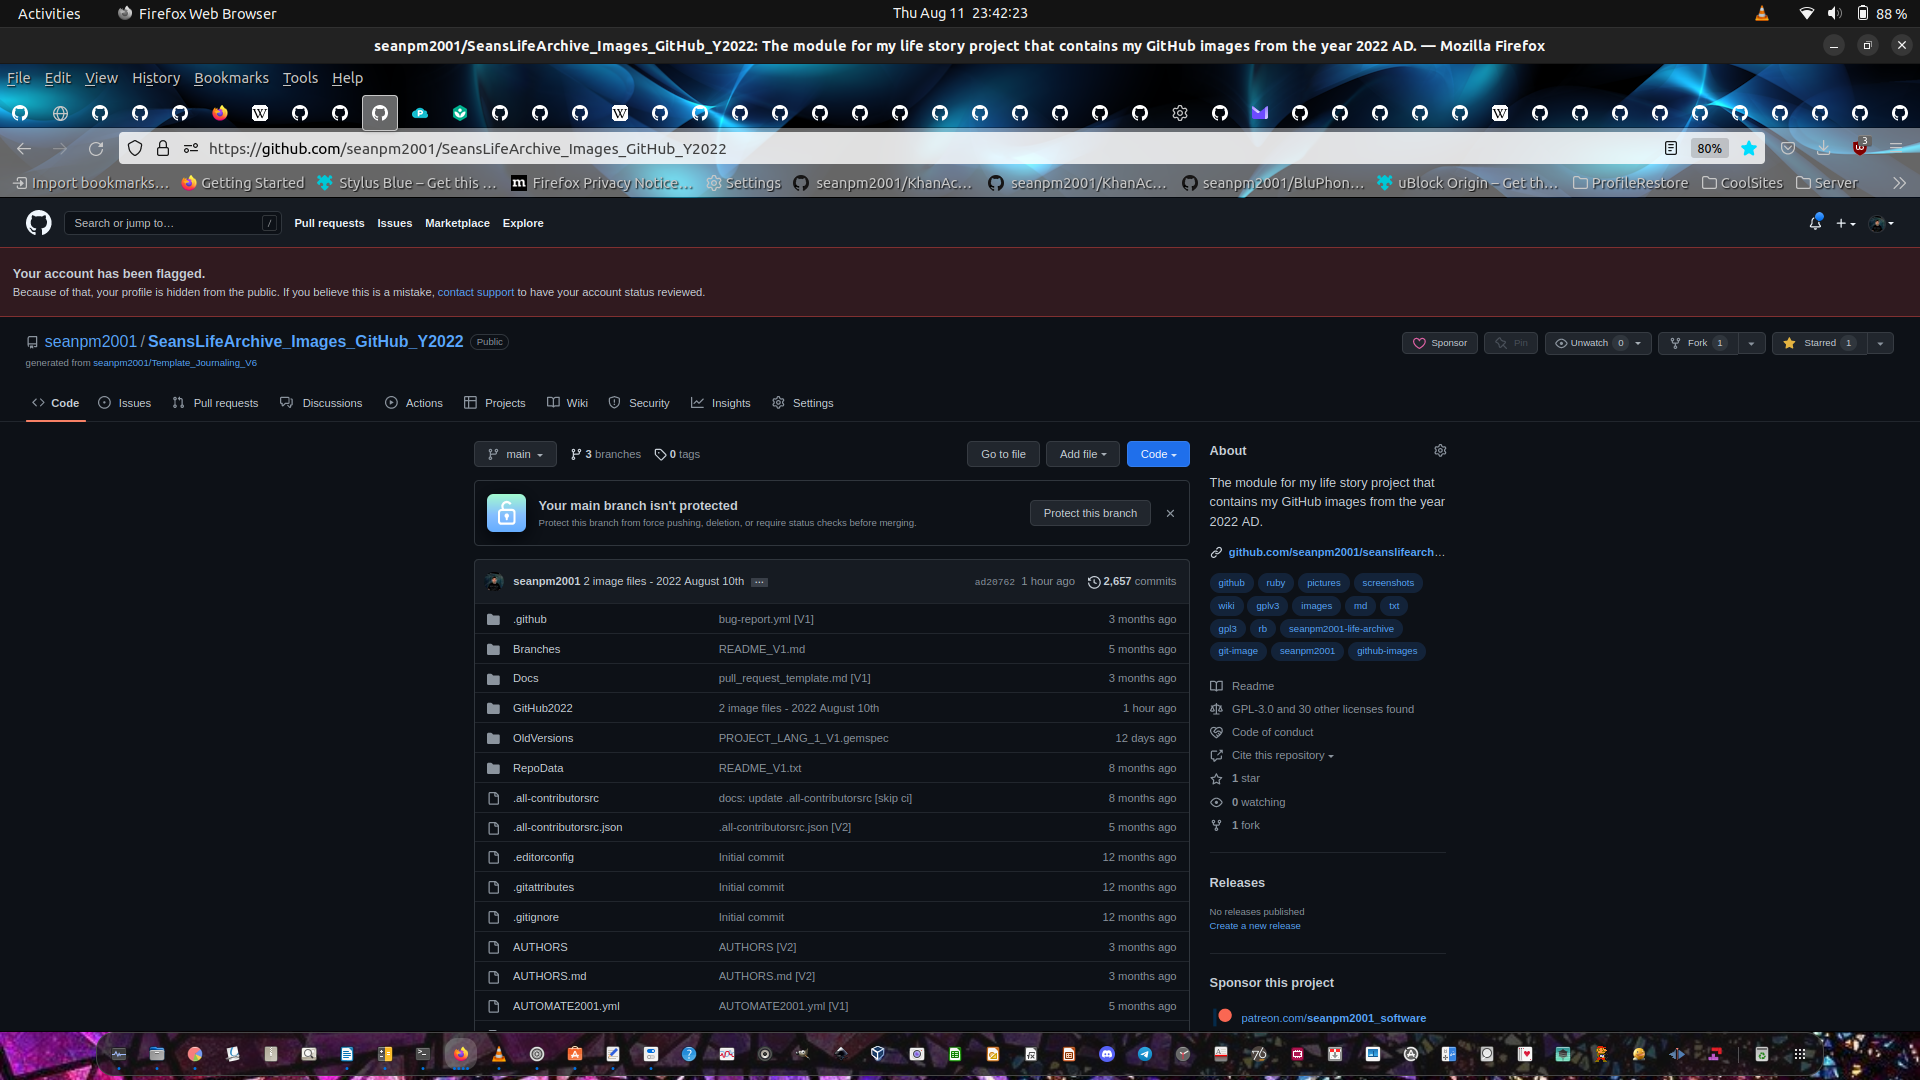 Activities
Firefox Web Browser
Thu Aug 11 23:42:23
88 %
seanpm2001/SeansLifeArchive_Images_GitHub_Y2022: The module for my life story project that contains my GitHub images from the year 2022 AD. — Mozilla Firefox
File Edit View History Bookmarks Tools Help
https://github.com/seanpm2001/SeansLifeArchive_Images_GitHub_Y2022
80%
3
Import bookmarks…
Getting Started
Stylus Blue – Get this …
Firefox Privacy Notice…
Settings
seanpm2001/KhanAc…
seanpm2001/KhanAc…
seanpm2001/BluPhon…
uBlock Origin – Get th…
ProfileRestore
CoolSites
Server
Search or jump to…
/
Pull requests Issues Marketplace Explore
Your account has been flagged.
Because of that, your profile is hidden from the public. If you believe this is a mistake, contact support to have your account status reviewed.
seanpm2001 / SeansLifeArchive_Images_GitHub_Y2022 Public
generated from seanpm2001/Template_Journaling_V6
Sponsor
Pin
Unwatch 0
Fork 1
Starred 1
Code
Issues
Pull requests
Discussions
Actions
Projects
Wiki
Security
Insights
Settings
main
3 branches
0 tags
Go to file
Add file
Code
Your main branch isn't protected
Protect this branch from force pushing, deletion, or require status checks before merging.
Protect this branch
seanpm2001 2 image files - 2022 August 10th
ad20762 1 hour ago
2,657 commits
.github bug-report.yml [V1] 3 months ago
Branches README_V1.md 5 months ago
Docs pull_request_template.md [V1] 3 months ago
GitHub2022 2 image files - 2022 August 10th 1 hour ago
OldVersions PROJECT_LANG_1_V1.gemspec 12 days ago
RepoData README_V1.txt 8 months ago
.all-contributorsrc docs: update .all-contributorsrc [skip ci] 8 months ago
.all-contributorsrc.json .all-contributorsrc.json [V2] 5 months ago
.editorconfig Initial commit 12 months ago
.gitattributes Initial commit 12 months ago
.gitignore Initial commit 12 months ago
AUTHORS AUTHORS [V2] 3 months ago
AUTHORS.md AUTHORS.md [V2] 3 months ago
AUTOMATE2001.yml AUTOMATE2001.yml [V1] 5 months ago
About
The module for my life story project that
contains my GitHub images from the year
2022 AD.
github.com/seanpm2001/seanslifearch…
github ruby pictures screenshots
wiki gplv3 images md txt
gpl3 rb seanpm2001-life-archive
git-image seanpm2001 github-images
Readme
GPL-3.0 and 30 other licenses found
Code of conduct
Cite this repository
1 star
0 watching
1 fork
Releases
No releases published
Create a new release
Sponsor this project
patreon.com/seanpm2001_software